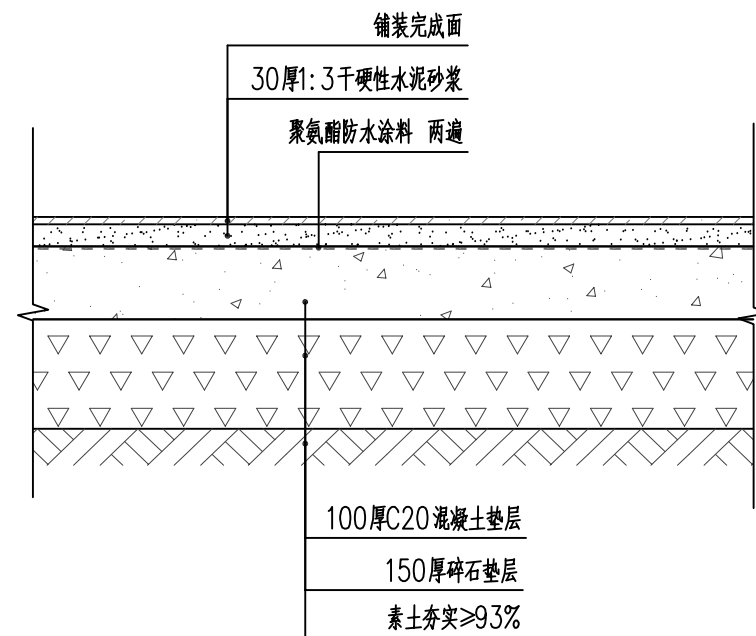 铺装完成面
30厚1:3干硬性水泥砂浆
聚氨酯防水涂料 两遍
100厚C20混凝土垫层
150厚碎石垫层
素土夯实≥93%